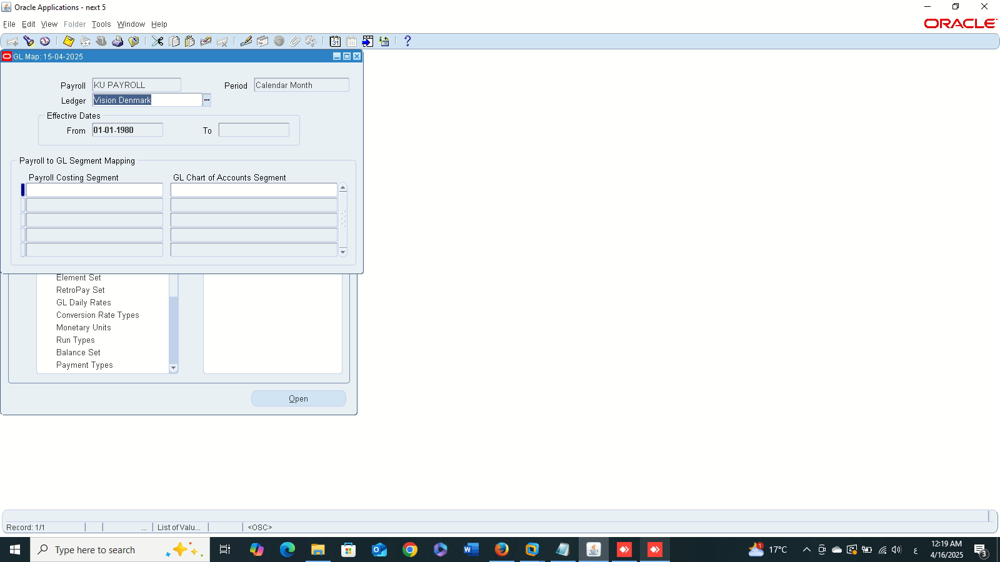 Oracle Applications - next 5
File Edit View Folder Tools Window Help
ORACLE
31
?
GL Map: 15-04-2025
Payroll KU PAYROLL Period Calendar Month
Ledger Vision Denmark ...
Effective Dates
From 01-01-1980 To
Payroll to GL Segment Mapping
Payroll Costing Segment GL Chart of Accounts Segment
Element Set
RetroPay Set
GL Daily Rates
Conversion Rate Types
Monetary Units
Run Types
Balance Set
Payment Types
Open
Record: 1/1 ... List of Valu... <OSC>
Type here to search
1 17°C ع 12:19 AM
4/16/2025 3